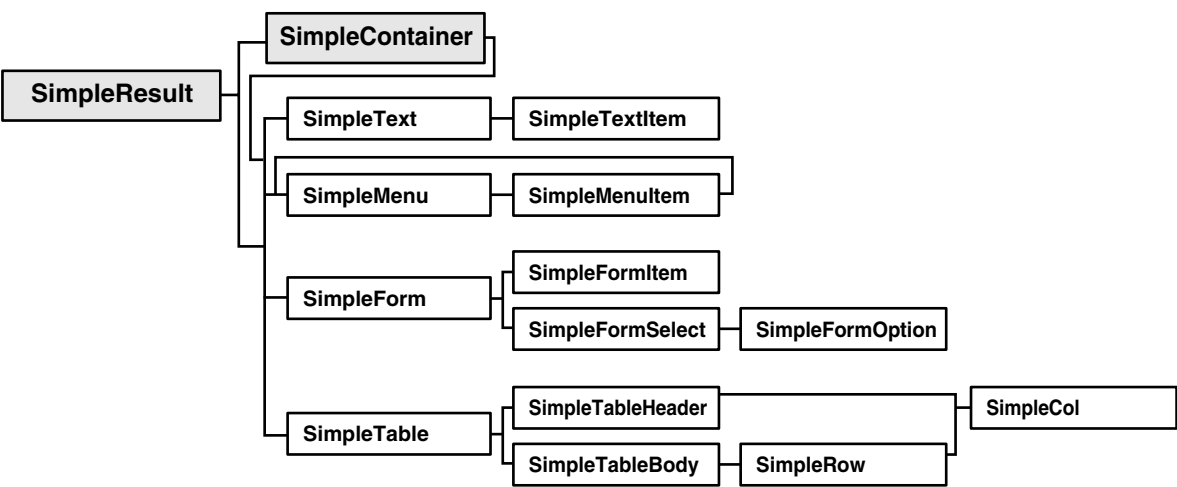 SimpleContainer
SimpleResult
SimpleText
SimpleTextItem
SimpleMenu
SimpleMenuItem
SimpleForm
SimpleFormItem
SimpleFormSelect
SimpleFormOption
SimpleTable
SimpleTableHeader
SimpleCol
SimpleTableBody
SimpleRow